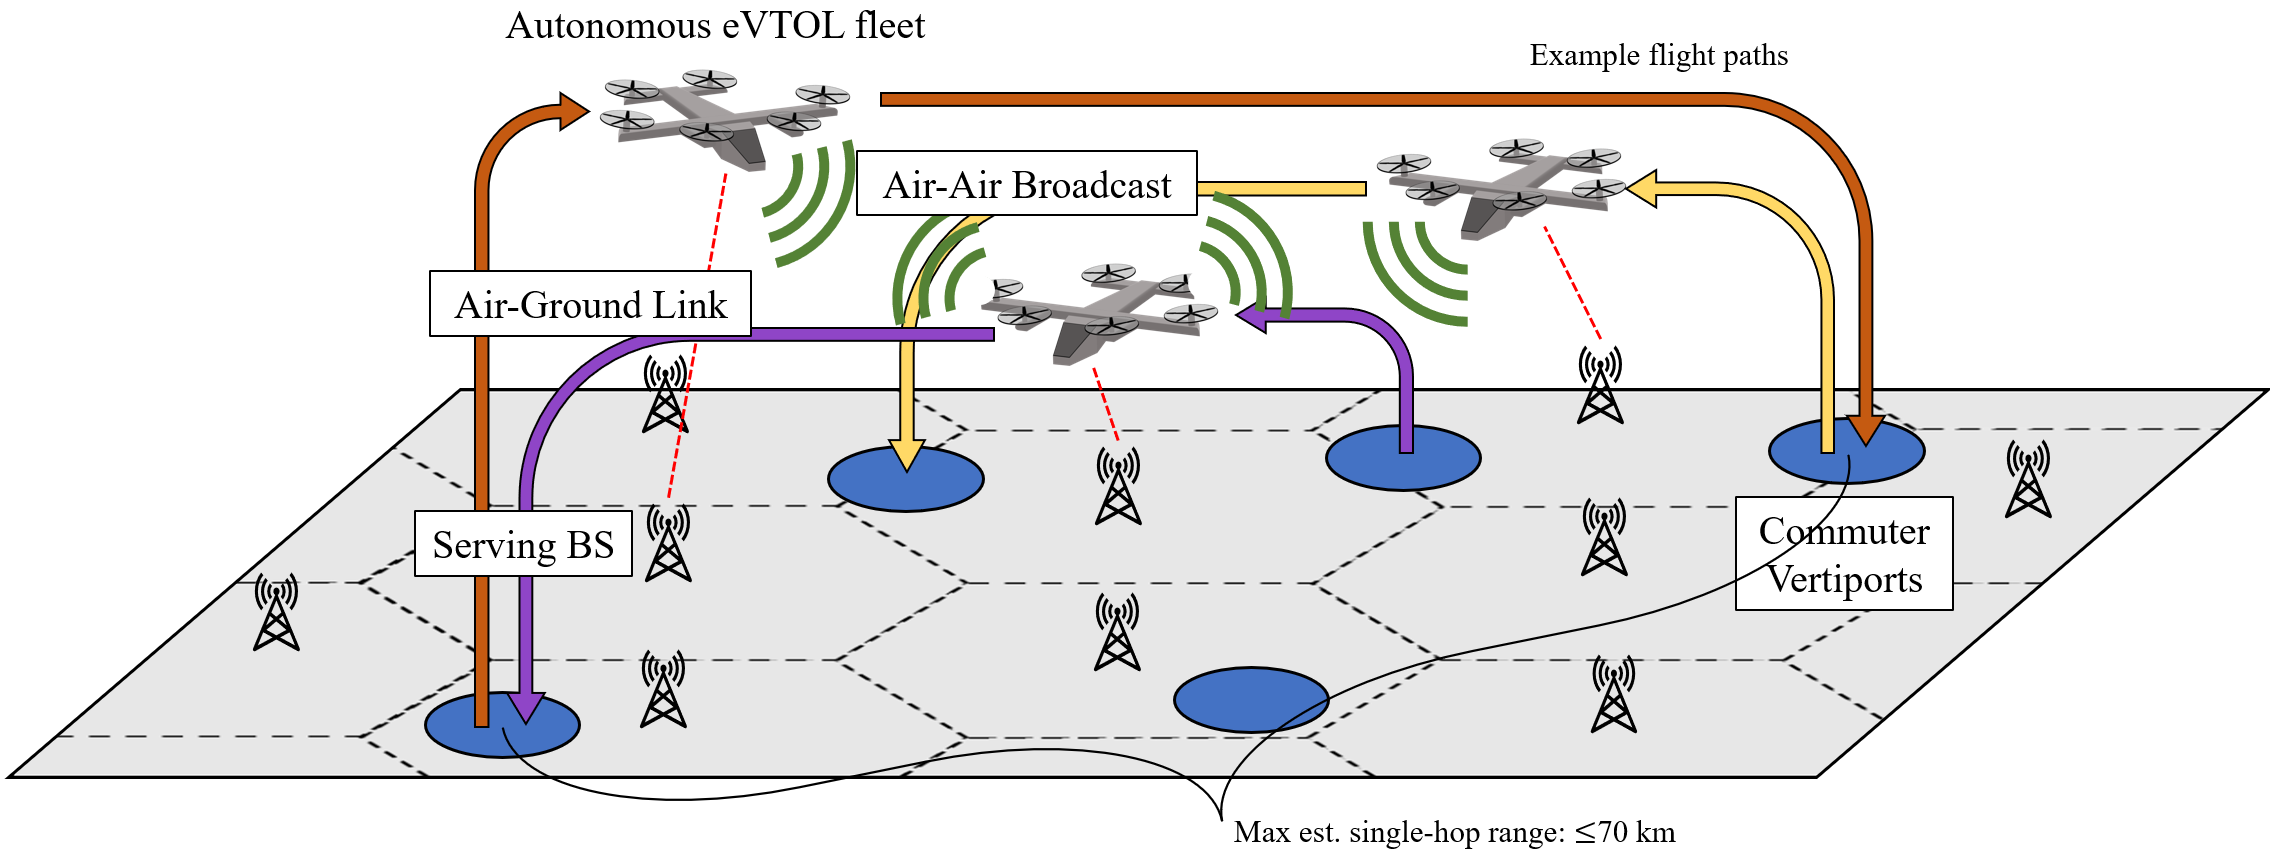 Autonomous eVTOL fleet
Example flight paths
Air-Air Broadcast
Air-Ground Link
Serving BS
Commuter
Vertiports
Max est. single-hop range: ≤70 km